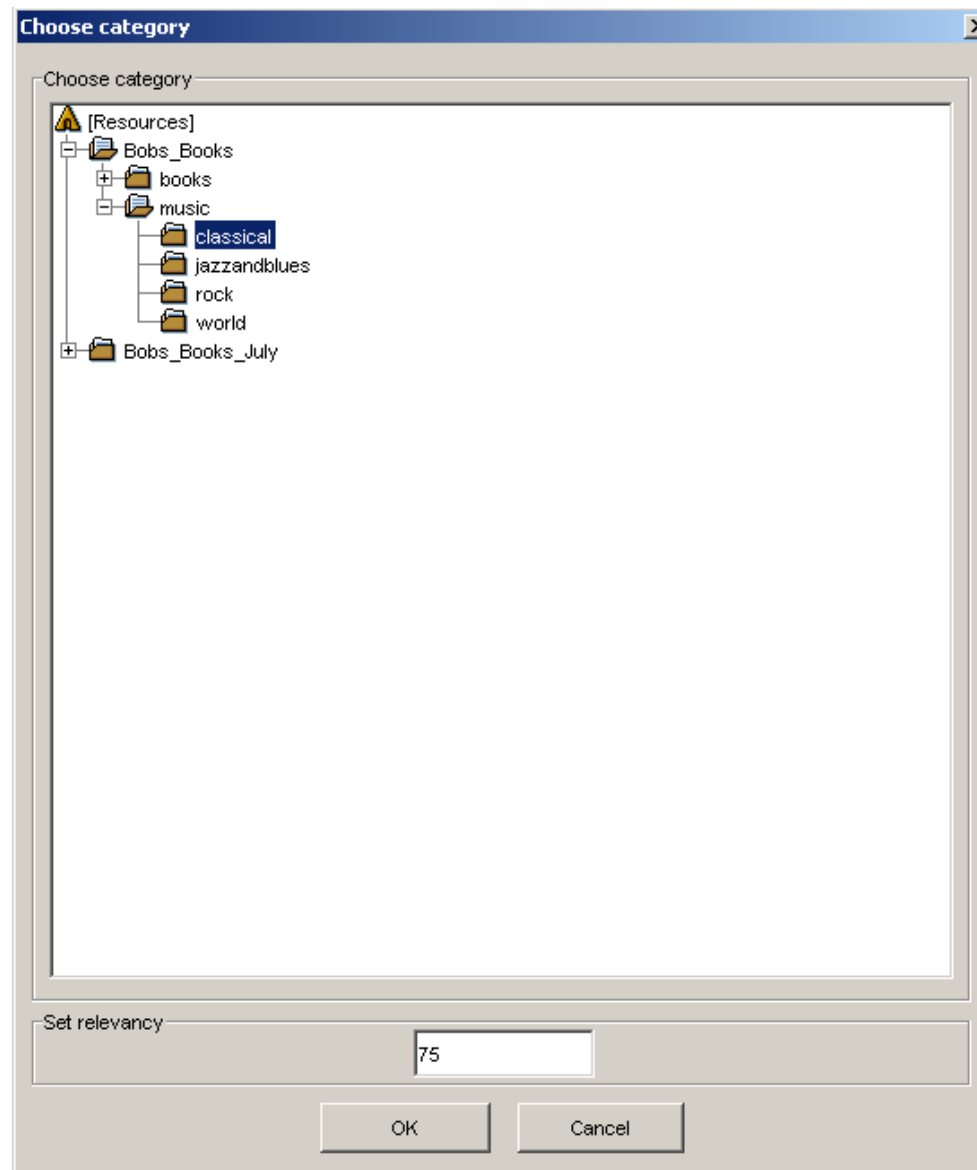 Choose category
Choose category
[Resources]
Bobs_Books
books
music
classical
jazzandblues
rock
world
Bobs_Books_July
Set relevancy
75
OK Cancel